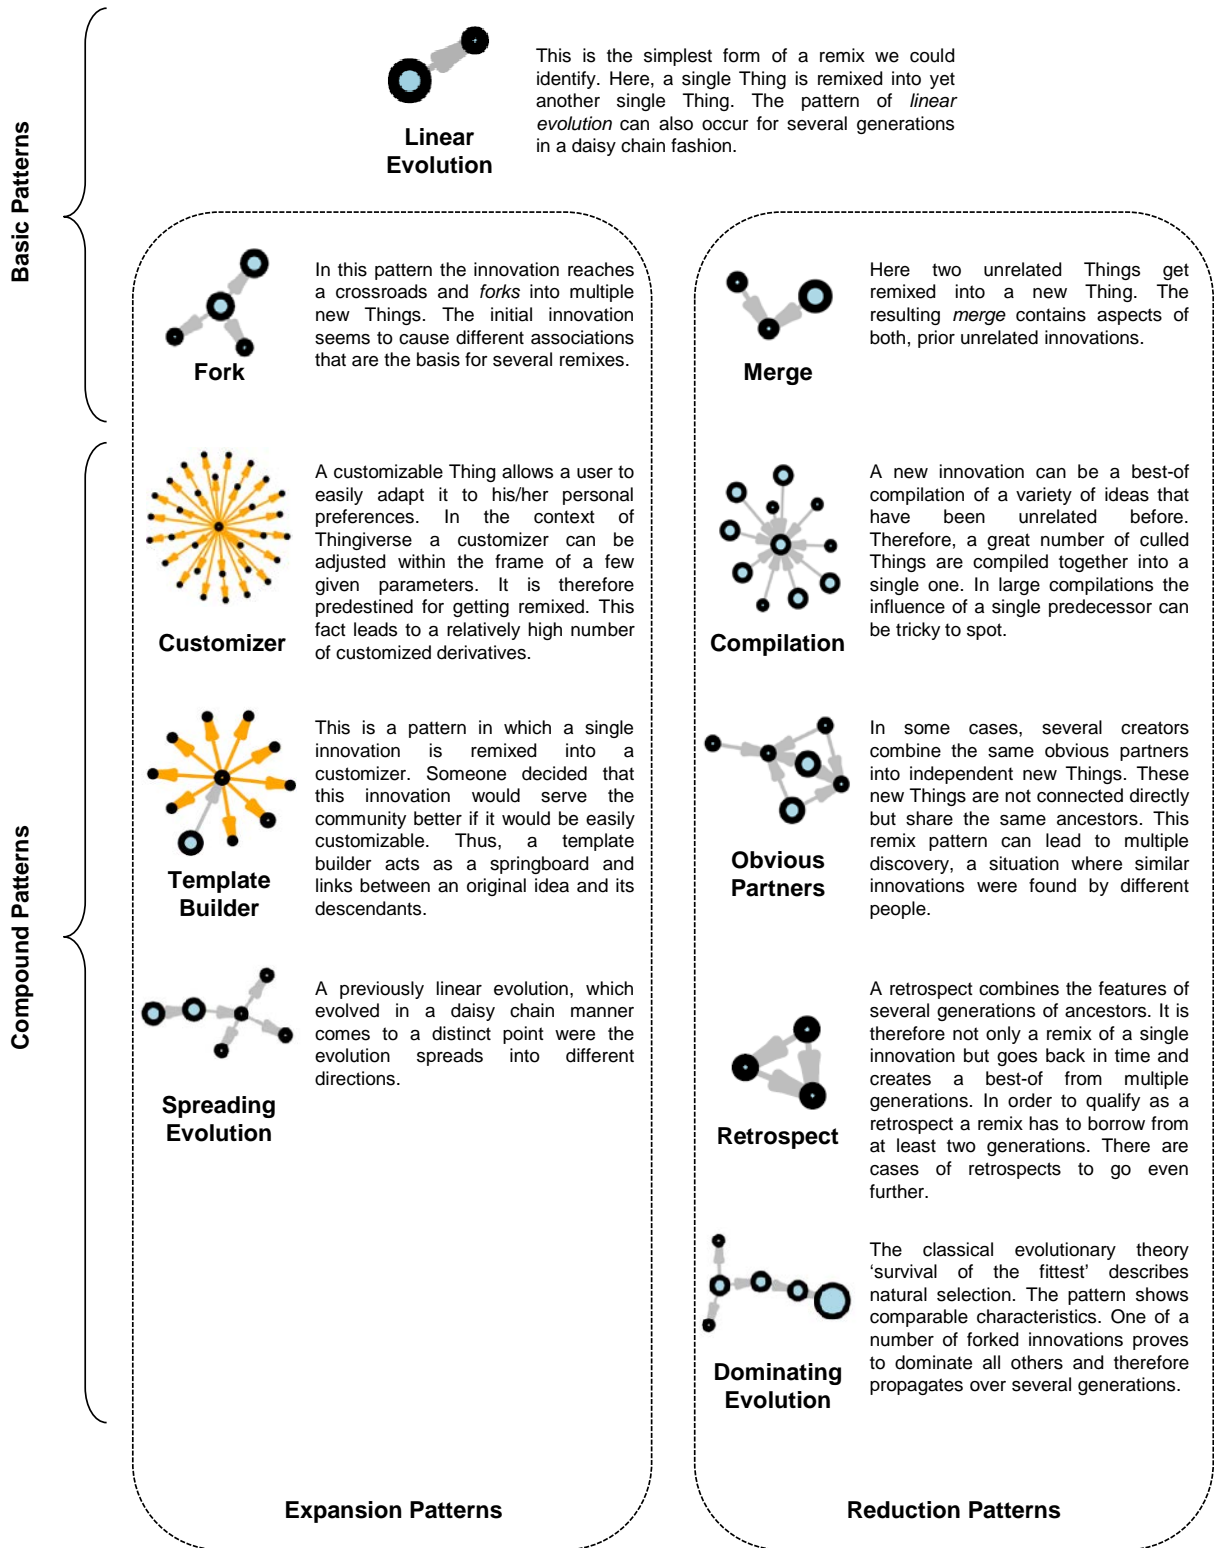 This is the simplest form of a remix we could
identify. Here, a single Thing is remixed into yet
another single Thing. The pattern of linear
evolution can also occur for several generations
in a daisy chain fashion.
Linear
Evolution
Basic Patterns
In this pattern the innovation reaches
a crossroads and forks into multiple
new Things. The initial innovation
seems to cause different associations
that are the basis for several remixes.
Fork
Here two unrelated Things get
remixed into a new Thing. The
resulting merge contains aspects of
both, prior unrelated innovations.
Merge
Compound Patterns
A customizable Thing allows a user to
easily adapt it to his/her personal
preferences. In the context of
Thingiverse a customizer can be
adjusted within the frame of a few
given parameters. It is therefore
predestined for getting remixed. This
fact leads to a relatively high number
of customized derivatives.
Customizer
A new innovation can be a best-of
compilation of a variety of ideas that
have been unrelated before.
Therefore, a great number of culled
Things are compiled together into a
single one. In large compilations the
influence of a single predecessor can
be tricky to spot.
Compilation
This is a pattern in which a single
innovation is remixed into a
customizer. Someone decided that
this innovation would serve the
community better if it would be easily
customizable. Thus, a template
builder acts as a springboard and
links between an original idea and its
descendants.
Template
Builder
In some cases, several creators
combine the same obvious partners
into independent new Things. These
new Things are not connected directly
but share the same ancestors. This
remix pattern can lead to multiple
discovery, a situation where similar
innovations were found by different
people.
Obvious
Partners
A previously linear evolution, which
evolved in a daisy chain manner
comes to a distinct point were the
evolution spreads into different
directions.
Spreading
Evolution
A retrospect combines the features of
several generations of ancestors. It is
therefore not only a remix of a single
innovation but goes back in time and
creates a best-of from multiple
generations. In order to qualify as a
retrospect a remix has to borrow from
at least two generations. There are
cases of retrospects to go even
further.
Retrospect
The classical evolutionary theory
‘survival of the fittest’ describes
natural selection. The pattern shows
comparable characteristics. One of a
number of forked innovations proves
to dominate all others and therefore
propagates over several generations.
Dominating
Evolution
Expansion Patterns
Reduction Patterns